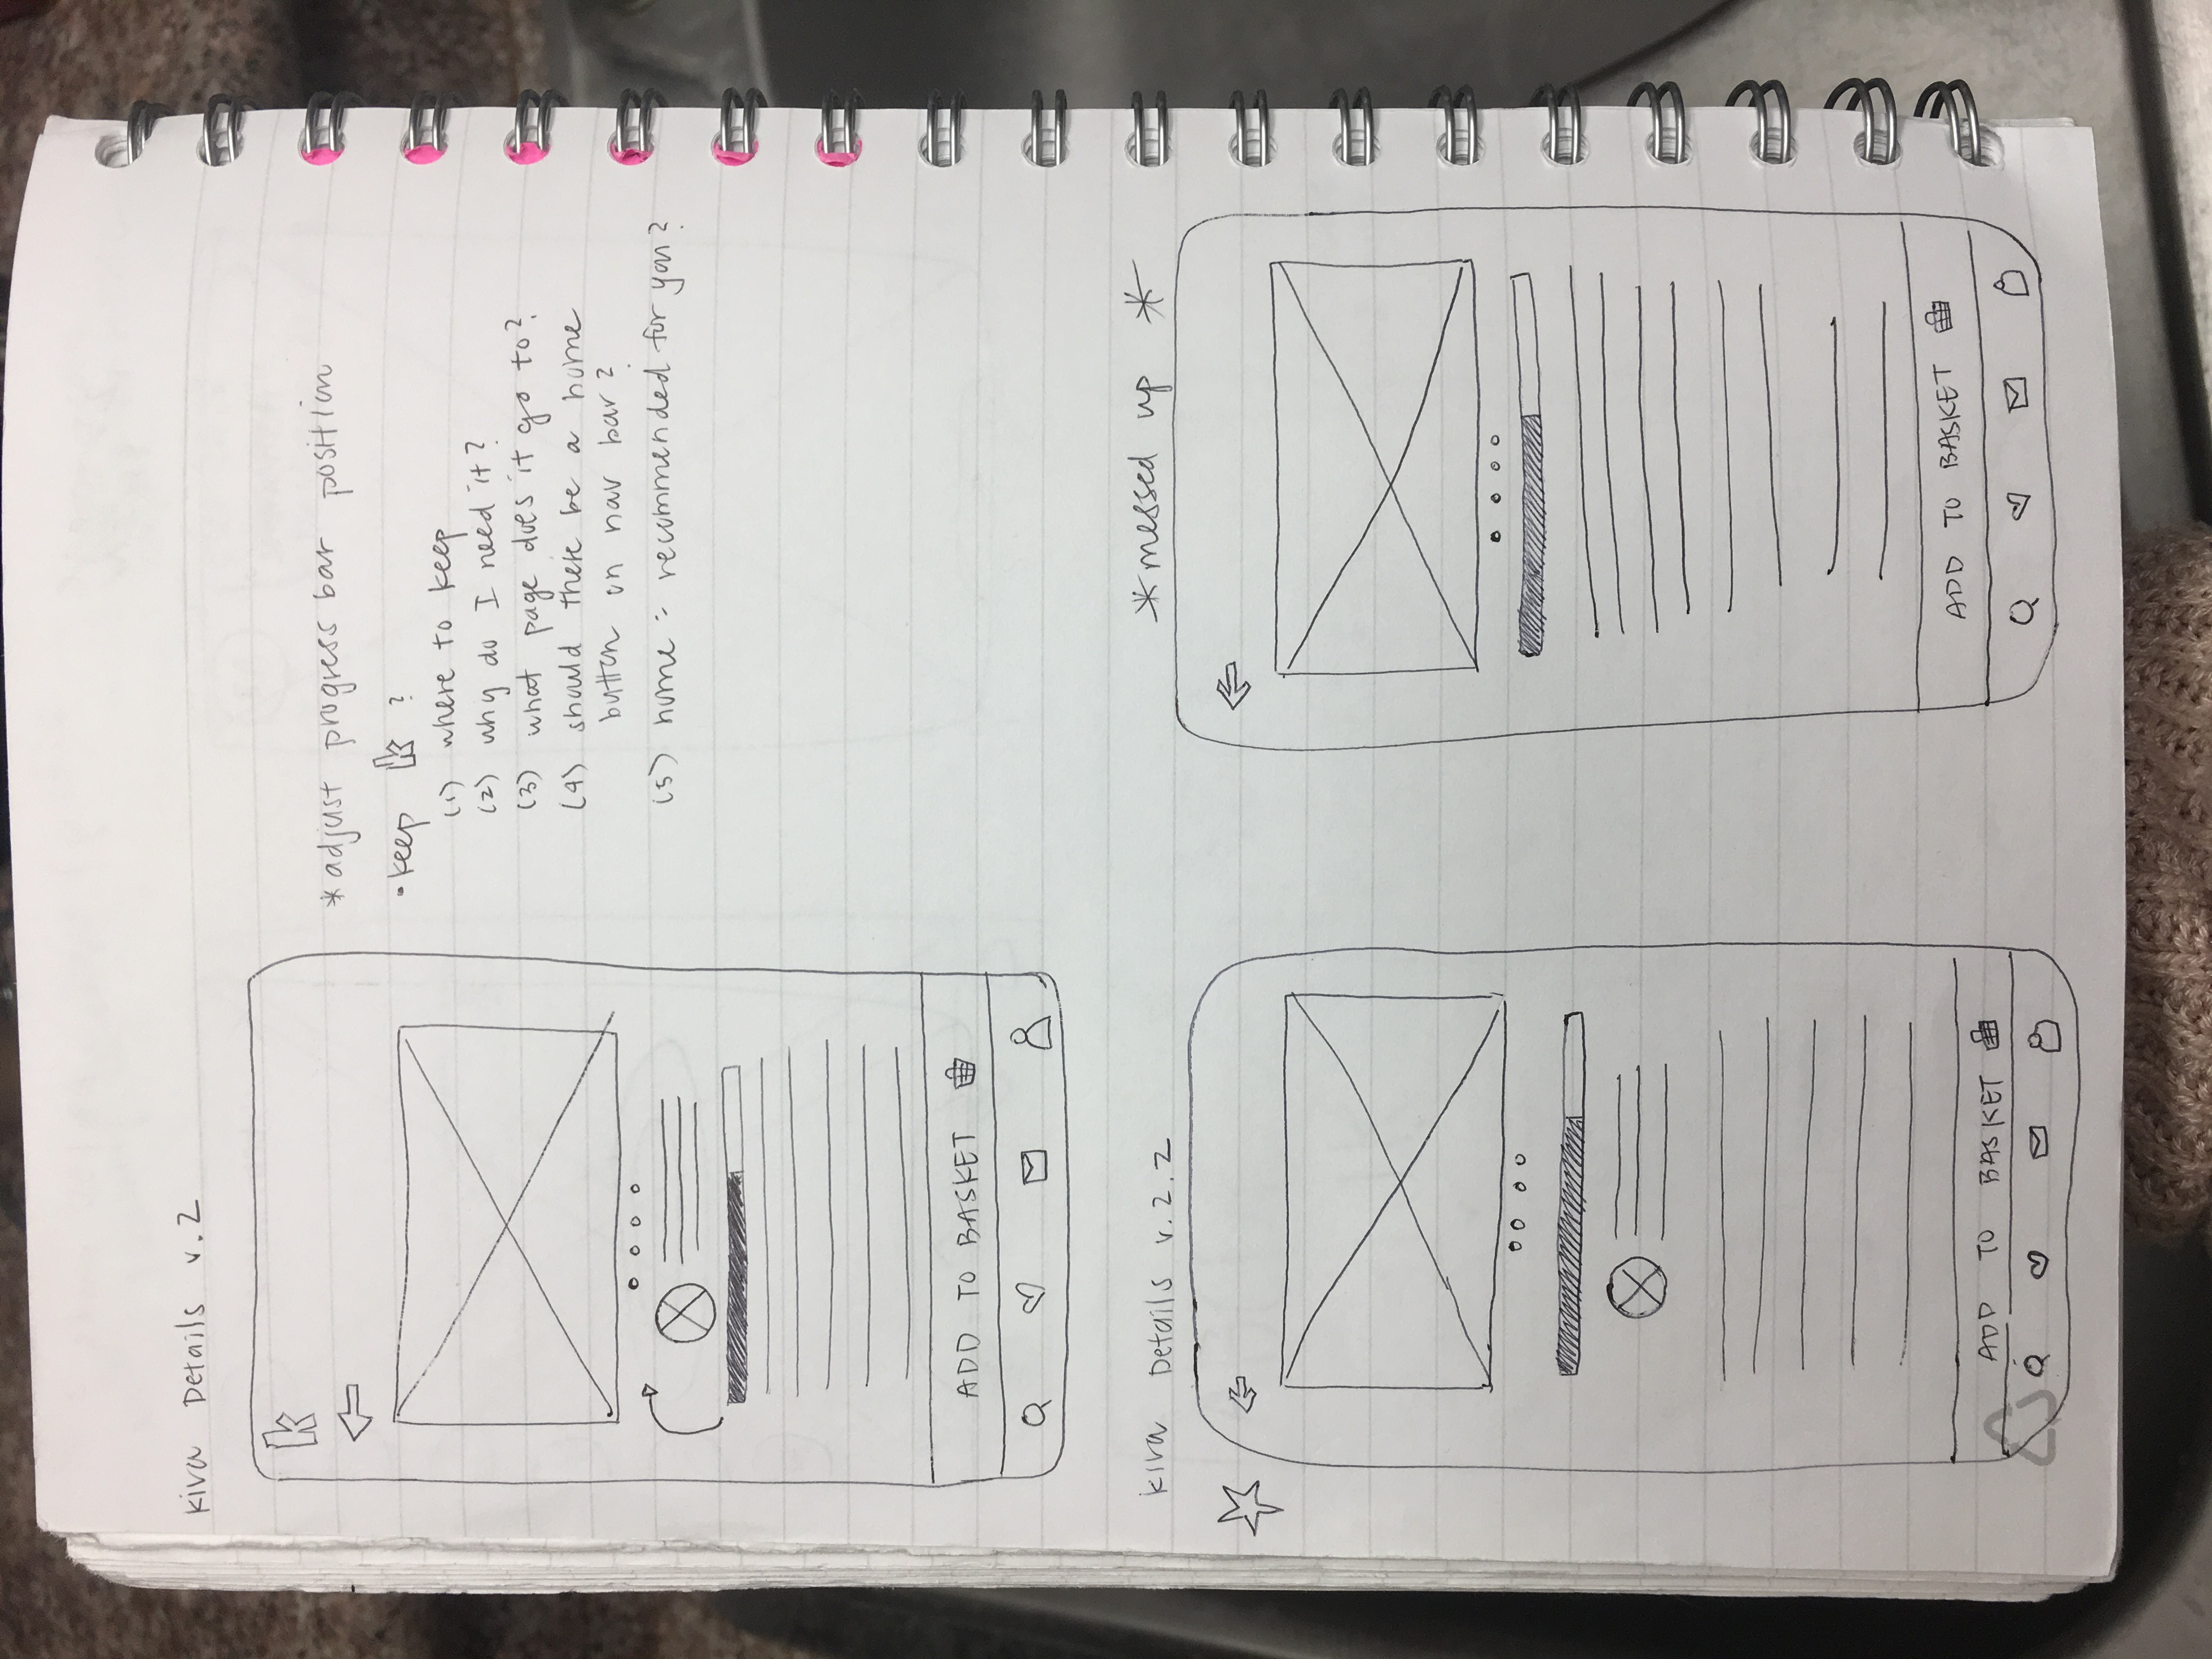 Kiva Details v.2
k
*adjust progress bar position
• keep k ?
(1) where to keep
(2) why do I need it?
(3) what page does it go to?
(4) should there be a home
button on nav bar?
(5) home = recommended for you?
ADD TO BASKET
Kiva Details v.2.2
*messed up *
ADD TO BASKET
ADD TO BASKET